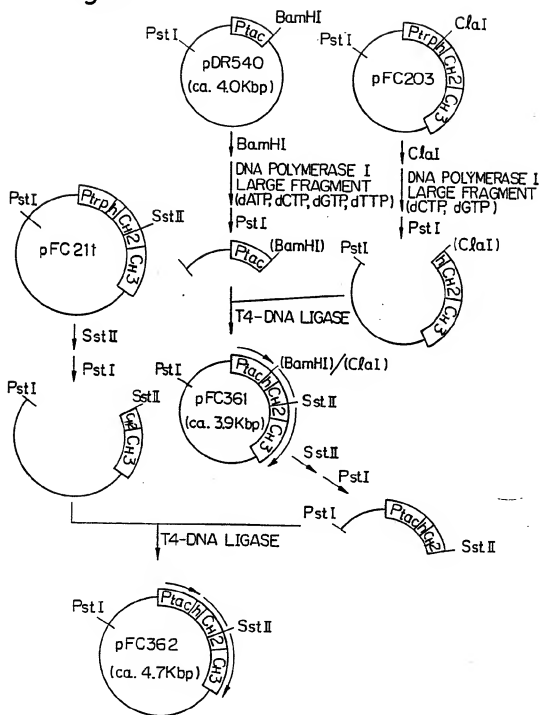 PstI
Ptac
BamHI
pDR540
(ca. 4.0Kbp)
PstI
Ptrp h CH2 CH3
ClaI
pFC203
BamHI
DNA POLYMERASE I
LARGE FRAGMENT
(dATP, dCTP, dGTP, dTTP)
PstI
ClaI
DNA POLYMERASE I
LARGE FRAGMENT
(dCTP, dGTP)
PstI
PstI
Ptrp h CH2 CH3
SstII
pFC211
Ptac
(BamHI)
PstI
(ClaI)
h CH2 CH3
T4-DNA LIGASE
SstII
PstI
PstI
Ptac h CH2 CH3
(BamHI)/(ClaI)
SstII
pFC361
(ca. 3.9Kbp)
PstI
SstII
CH2 CH3
SstII
PstI
PstI
Ptac h CH2
SstII
T4-DNA LIGASE
PstI
Ptac h CH2 CH3
SstII
pFC362
(ca. 4.7Kbp)